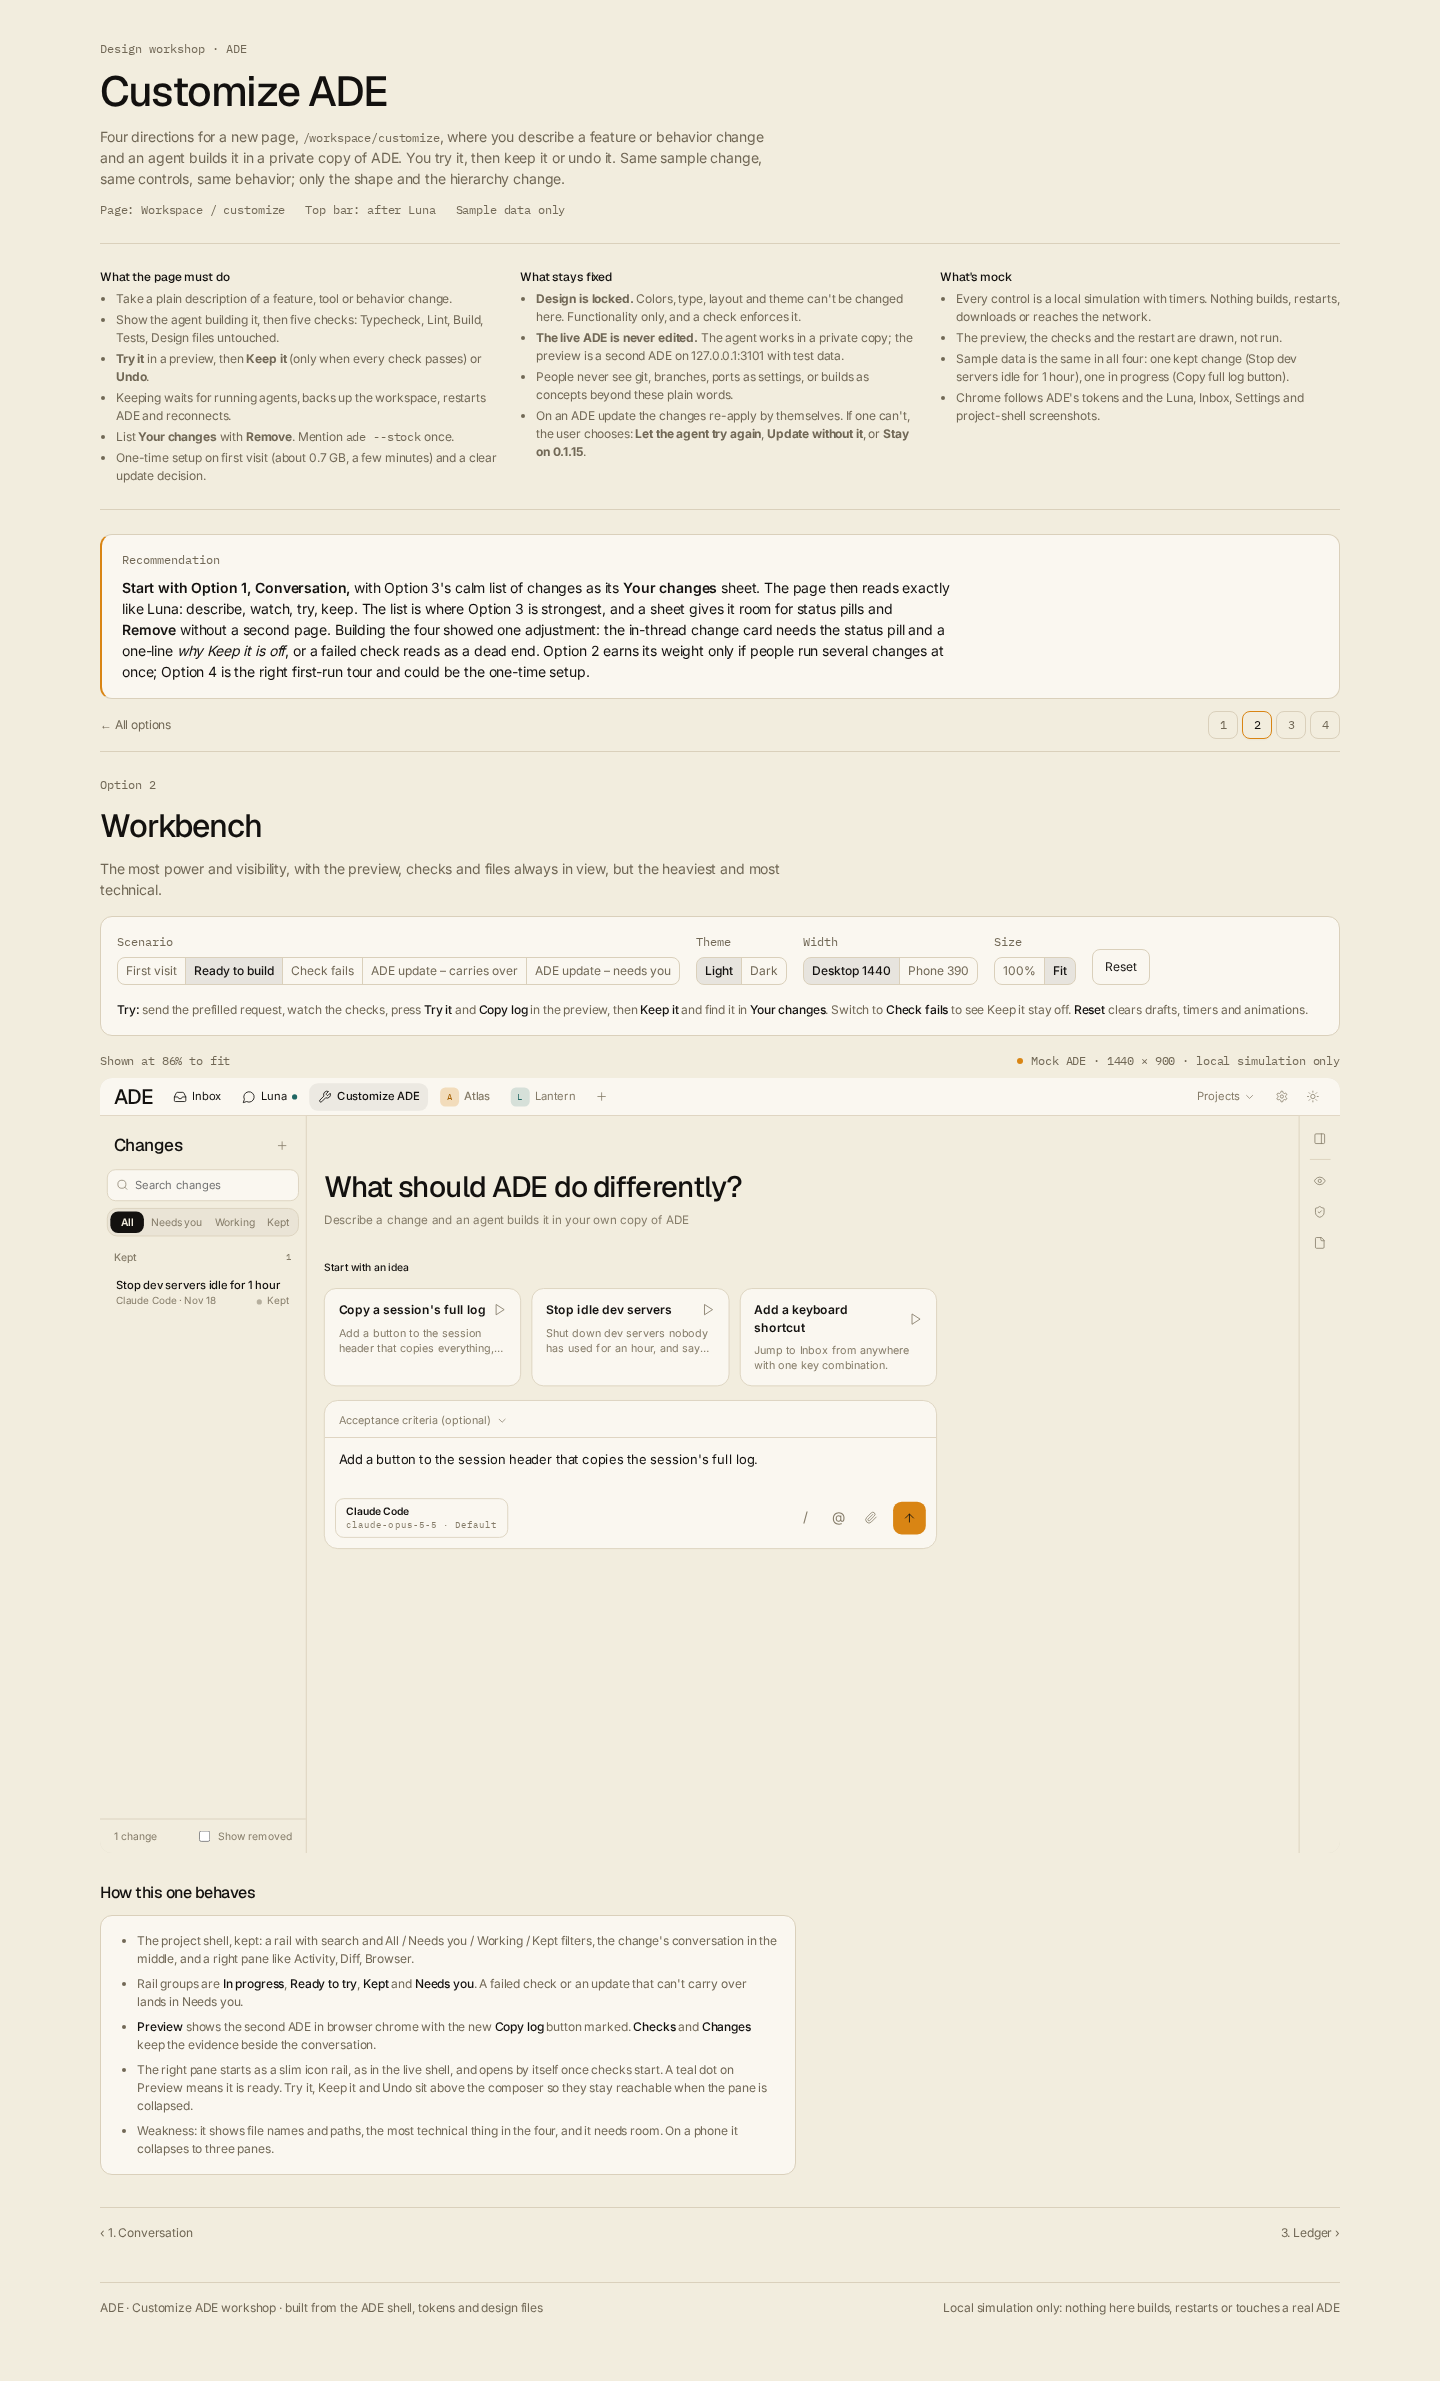 Design workshop · ADE
Customize ADE
Four directions for a new page, /workspace/customize, where you describe a feature or behavior change
and an agent builds it in a private copy of ADE. You try it, then keep it or undo it. Same sample change,
same controls, same behavior; only the shape and the hierarchy change.
Page: Workspace / customize Top bar: after Luna Sample data only
What the page must do
• Take a plain description of a feature, tool or behavior change.
• Show the agent building it, then five checks: Typecheck, Lint, Build,
Tests, Design files untouched.
• Try it in a preview, then Keep it (only when every check passes) or
Undo.
• Keeping waits for running agents, backs up the workspace, restarts
ADE and reconnects.
• List Your changes with Remove. Mention ade --stock once.
• One-time setup on first visit (about 0.7 GB, a few minutes) and a clear
update decision.
What stays fixed
• Design is locked. Colors, type, layout and theme can't be changed
here. Functionality only, and a check enforces it.
• The live ADE is never edited. The agent works in a private copy; the
preview is a second ADE on 127.0.0.1:3101 with test data.
• People never see git, branches, ports as settings, or builds as
concepts beyond these plain words.
• On an ADE update the changes re-apply by themselves. If one can't,
the user chooses: Let the agent try again, Update without it, or Stay
on 0.1.15.
What's mock
• Every control is a local simulation with timers. Nothing builds, restarts,
downloads or reaches the network.
• The preview, the checks and the restart are drawn, not run.
• Sample data is the same in all four: one kept change (Stop dev
servers idle for 1 hour), one in progress (Copy full log button).
• Chrome follows ADE's tokens and the Luna, Inbox, Settings and
project-shell screenshots.
Recommendation
Start with Option 1, Conversation, with Option 3's calm list of changes as its Your changes sheet. The page then reads exactly
like Luna: describe, watch, try, keep. The list is where Option 3 is strongest, and a sheet gives it room for status pills and
Remove without a second page. Building the four showed one adjustment: the in-thread change card needs the status pill and a
one-line why Keep it is off, or a failed check reads as a dead end. Option 2 earns its weight only if people run several changes at
once; Option 4 is the right first-run tour and could be the one-time setup.
← All options
1 2 3 4
Option 2
Workbench
The most power and visibility, with the preview, checks and files always in view, but the heaviest and most
technical.
Scenario Theme Width Size
First visit Ready to build Check fails ADE update – carries over ADE update – needs you Light Dark Desktop 1440 Phone 390 100% Fit Reset
Try: send the prefilled request, watch the checks, press Try it and Copy log in the preview, then Keep it and find it in Your changes. Switch to Check fails to see Keep it stay off. Reset clears drafts, timers and animations.
Shown at 86% to fit
Mock ADE · 1440 × 900 · local simulation only
ADE Inbox Luna Customize ADE A Atlas L Lantern + Projects
Changes +
Search changes
All Needs you Working Kept
Kept 1
Stop dev servers idle for 1 hour
Claude Code · Nov 18 Kept
1 change Show removed
What should ADE do differently?
Describe a change and an agent builds it in your own copy of ADE
Start with an idea
Copy a session's full log
Add a button to the session
header that copies everything,...
Stop idle dev servers
Shut down dev servers nobody
has used for an hour, and say...
Add a keyboard
shortcut
Jump to Inbox from anywhere
with one key combination.
Acceptance criteria (optional)
Add a button to the session header that copies the session's full log.
Claude Code
claude-opus-5-5 · Default
/ @
How this one behaves
• The project shell, kept: a rail with search and All / Needs you / Working / Kept filters, the change's conversation in the
middle, and a right pane like Activity, Diff, Browser.
• Rail groups are In progress, Ready to try, Kept and Needs you. A failed check or an update that can't carry over
lands in Needs you.
• Preview shows the second ADE in browser chrome with the new Copy log button marked. Checks and Changes
keep the evidence beside the conversation.
• The right pane starts as a slim icon rail, as in the live shell, and opens by itself once checks start. A teal dot on
Preview means it is ready. Try it, Keep it and Undo sit above the composer so they stay reachable when the pane is
collapsed.
• Weakness: it shows file names and paths, the most technical thing in the four, and it needs room. On a phone it
collapses to three panes.
‹ 1. Conversation
3. Ledger ›
ADE · Customize ADE workshop · built from the ADE shell, tokens and design files
Local simulation only: nothing here builds, restarts or touches a real ADE